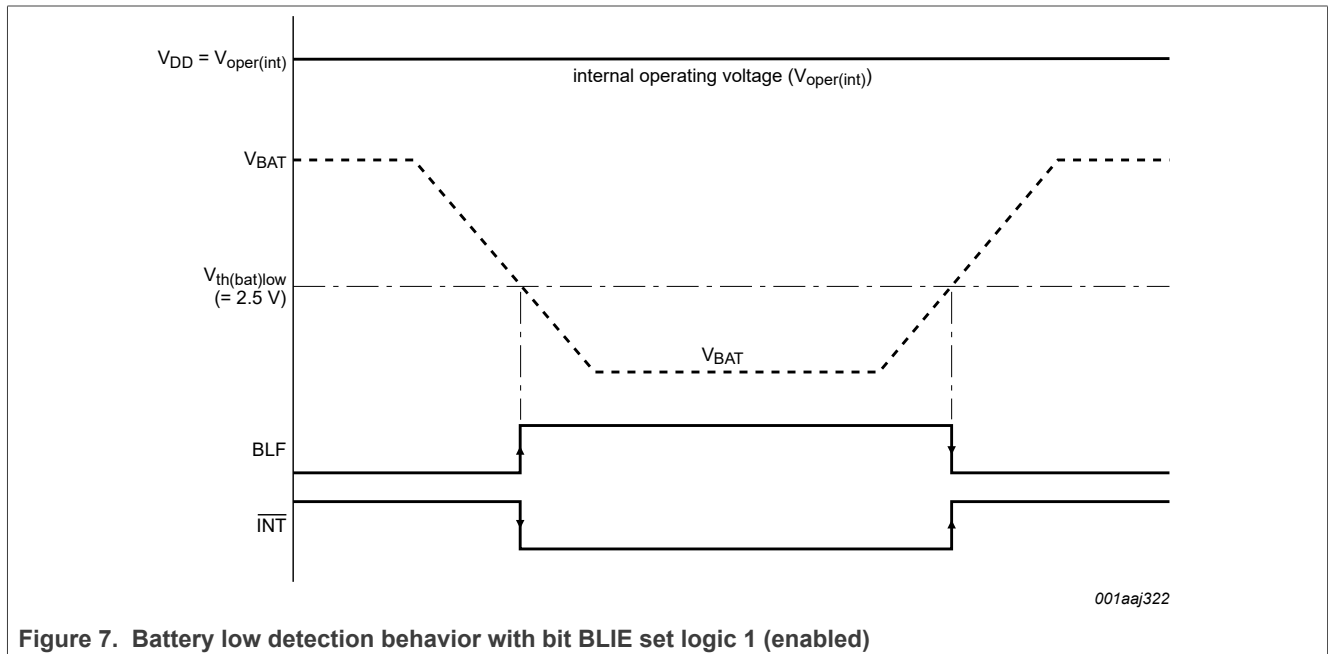 VDD = Voper(int)
internal operating voltage (Voper(int))
VBAT
Vth(bat)low
(= 2.5 V)
VBAT
BLF
INT
001aaj322
Figure 7. Battery low detection behavior with bit BLIE set logic 1 (enabled)